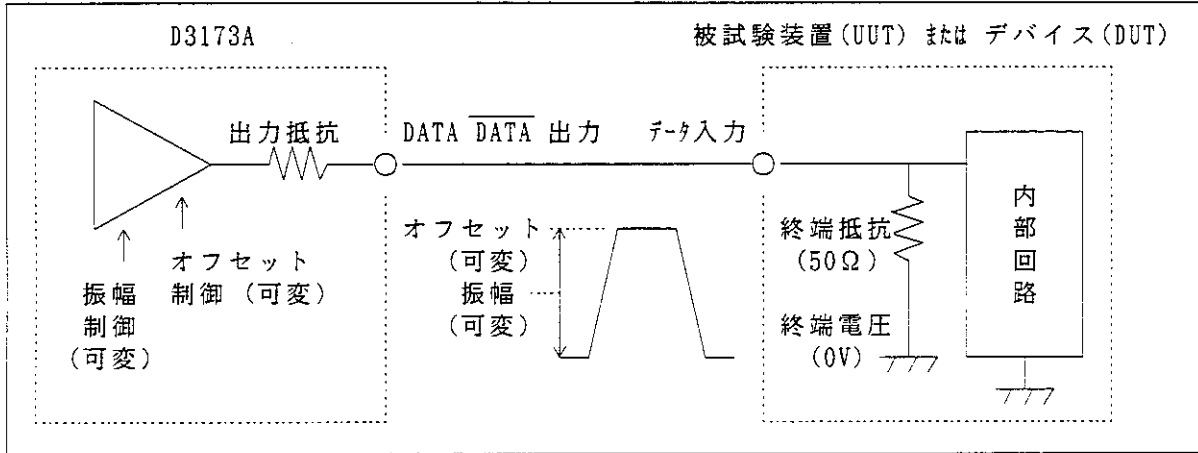 D3173A
被試験装置(UUT) または デバイス(DUT)
出力抵抗
DATA DATA 出力
データ入力
オフセット
制御 (可変)
振幅
制御
(可変)
オフセット
(可変)
振幅
(可変)
終端抵抗
(50Ω)
終端電圧
(0V)
内
部
回
路